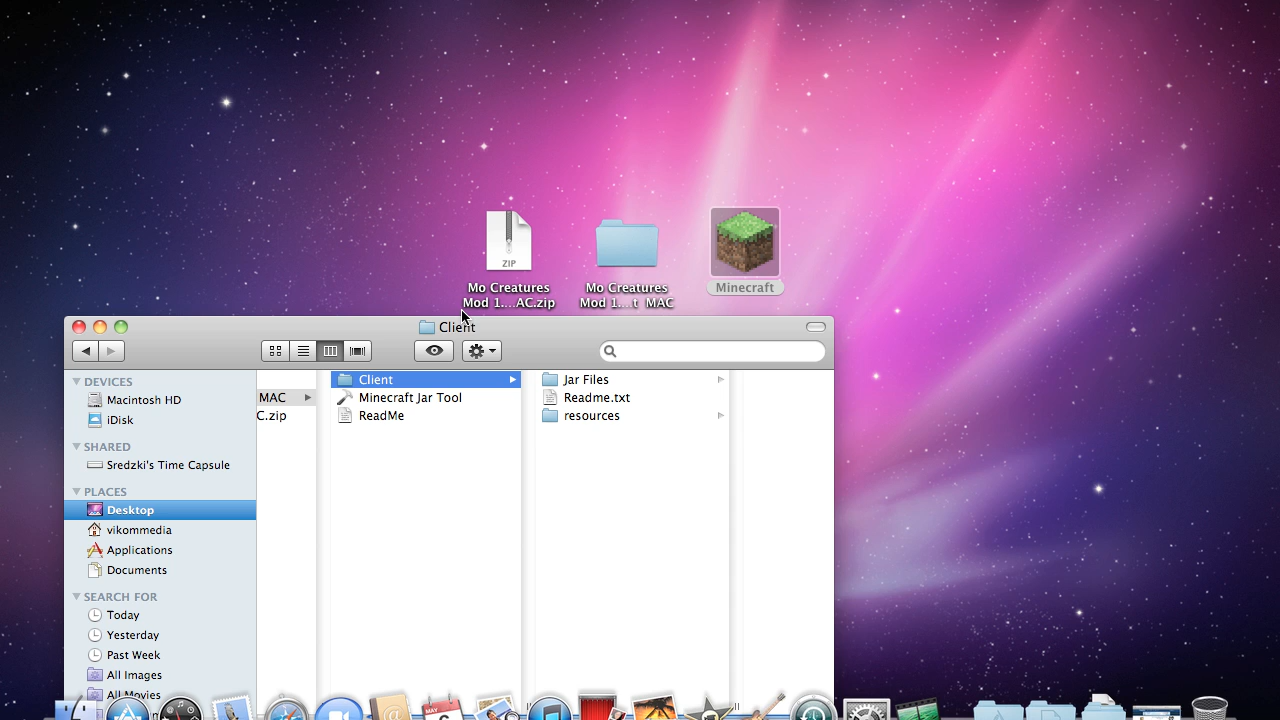 ZIP
Mo Creatures
Mod 1....AC.zip
Mo Creatures
Mod 1....t MAC
Minecraft
Client
DEVICES
Macintosh HD
iDisk
SHARED
Sredzki's Time Capsule
PLACES
Desktop
vikommedia
Applications
Documents
SEARCH FOR
Today
Yesterday
Past Week
All Images
All Movies
MAC
C.zip
Client
Minecraft Jar Tool
ReadMe
Jar Files
Readme.txt
resources
MAY